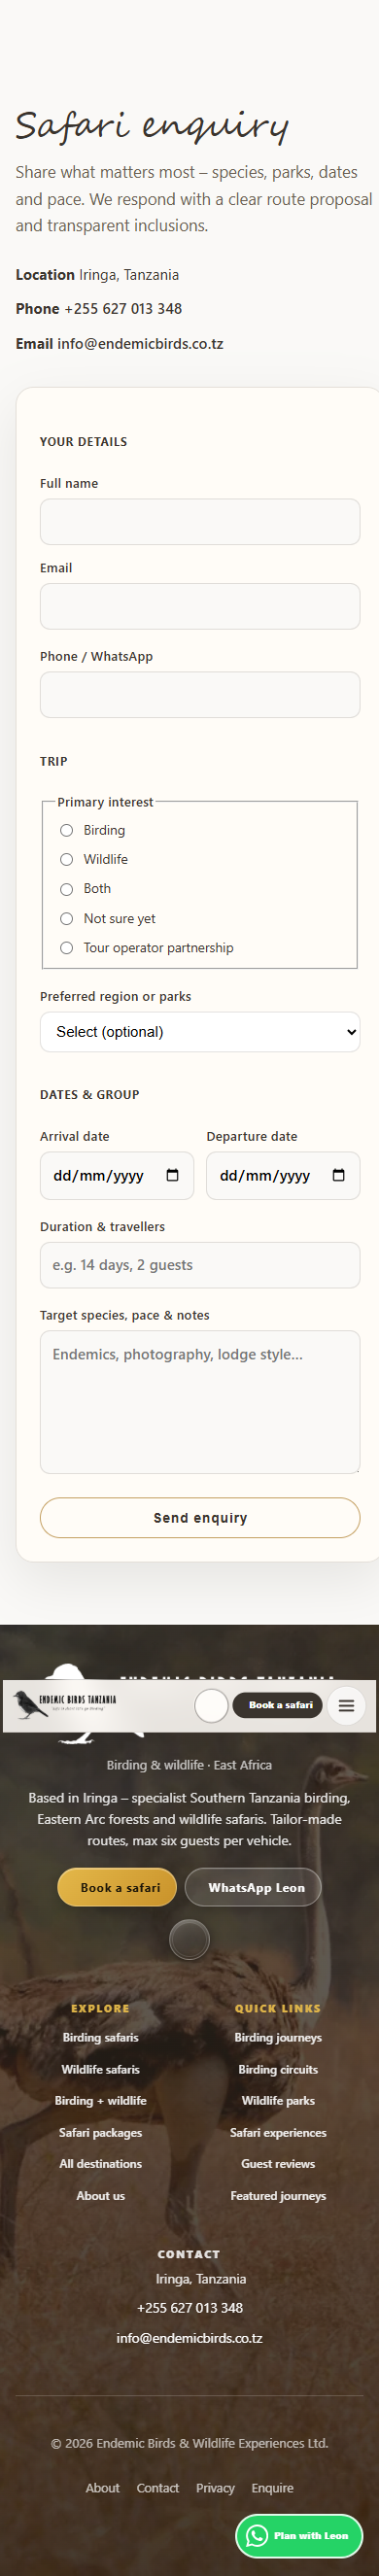 Safari enquiry
Share what matters most – species, parks, dates
and pace. We respond with a clear route proposal
and transparent inclusions.
Location Iringa, Tanzania
Phone +255 627 013 348
Email info@endemicbirds.co.tz
YOUR DETAILS
Full name
Email
Phone / WhatsApp
TRIP
Primary interest
Birding
Wildlife
Both
Not sure yet
Tour operator partnership
Preferred region or parks
Select (optional)
DATES & GROUP
Arrival date
Departure date
dd/mm/yyyy
dd/mm/yyyy
Duration & travellers
e.g. 14 days, 2 guests
Target species, pace & notes
Endemics, photography, lodge style...
Send enquiry
ENDEMIC BIRDS TANZANIA
Book a safari
Birding & wildlife · East Africa
Based in Iringa – specialist Southern Tanzania birding,
Eastern Arc forests and wildlife safaris. Tailor-made
routes, max six guests per vehicle.
Book a safari
WhatsApp Leon
EXPLORE
Birding safaris
Wildlife safaris
Birding + wildlife
Safari packages
All destinations
About us
QUICK LINKS
Birding journeys
Birding circuits
Wildlife parks
Safari experiences
Guest reviews
Featured journeys
CONTACT
Iringa, Tanzania
+255 627 013 348
info@endemicbirds.co.tz
© 2026 Endemic Birds & Wildlife Experiences Ltd.
About Contact Privacy Enquire
Plan with Leon